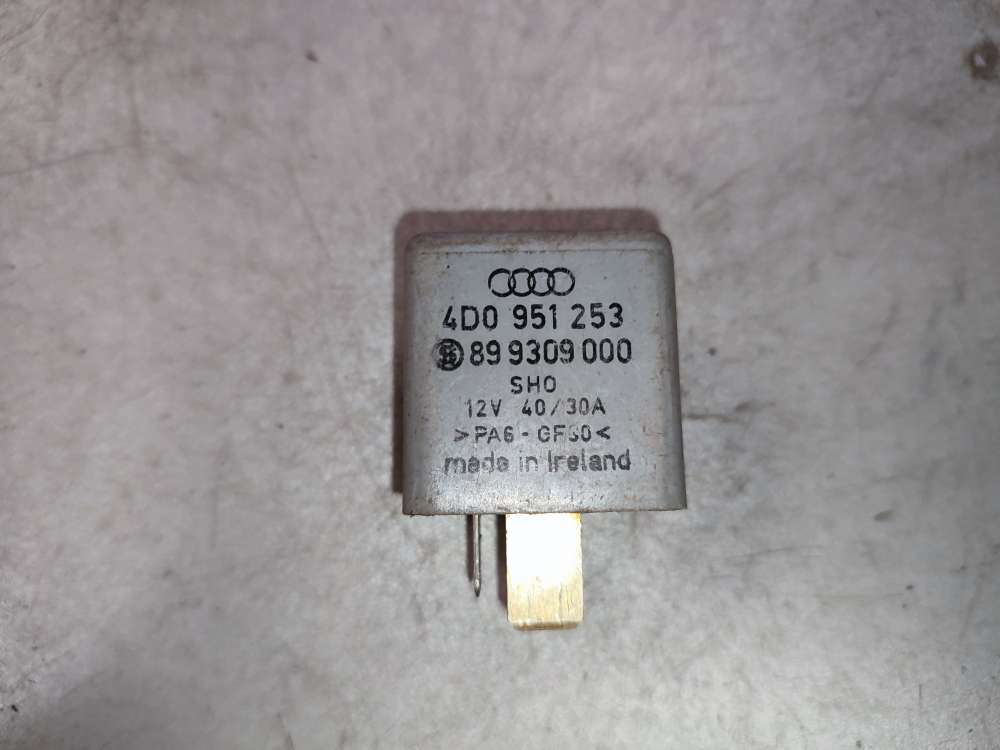 4D0 951 253
89 9309 000
SHO
12V 40/30A
>PA6-GF30<
made in Ireland